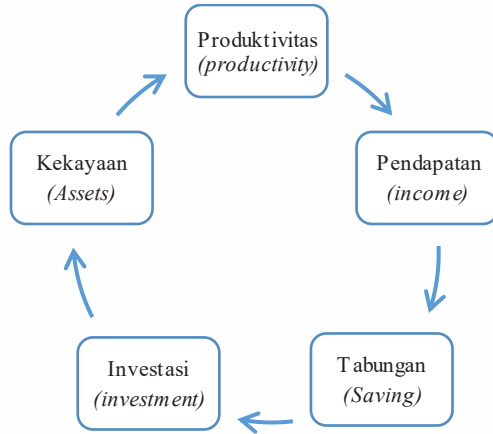 Produktivitas
(productivity)
Pendapatan
(income)
Tabungan
(Saving)
Investasi
(investment)
Kekayaan
(Assets)